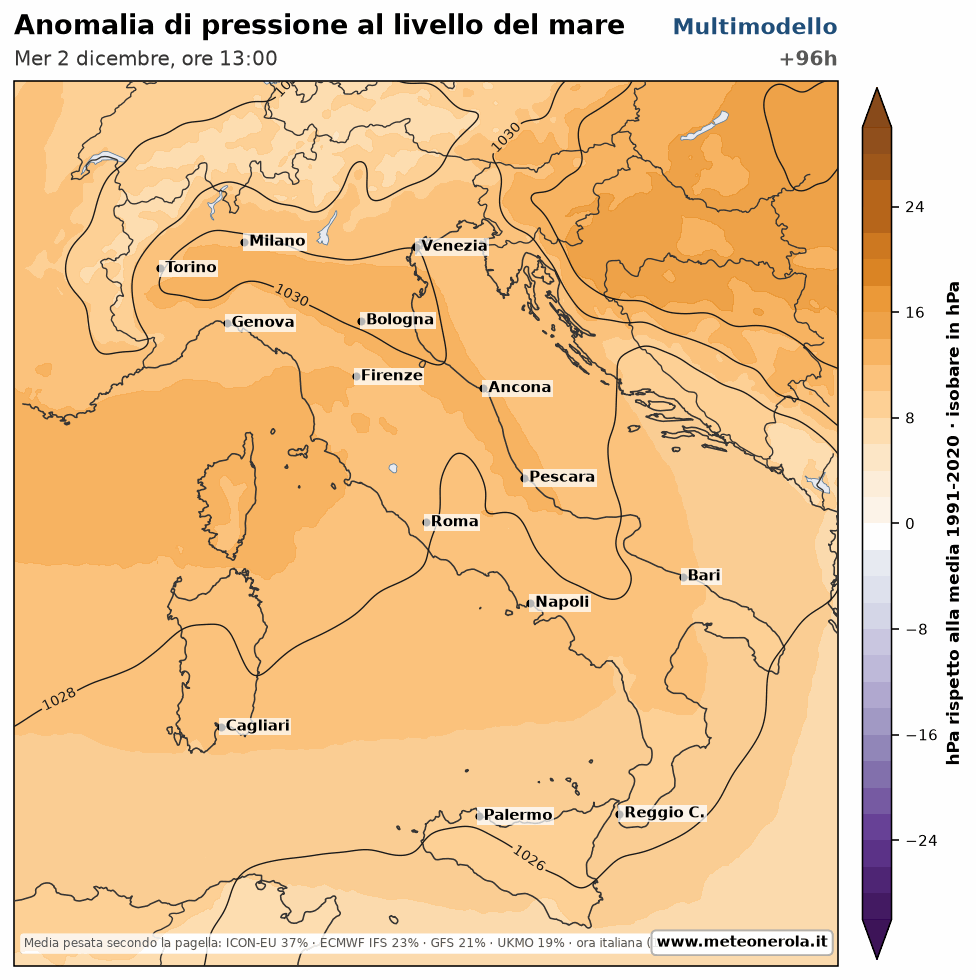 Anomalia di pressione al livello del mare
Multimodello
Mer 2 dicembre, ore 13:00
+96h
1030
Milano
Venezia
Torino
1030
Genova
Bologna
Firenze
Ancona
Pescara
Roma
Bari
Napoli
1028
Cagliari
Palermo
Reggio C.
1026
24
16
8
0
−8
−16
−24
hPa rispetto alla media 1991-2020 · isobare in hPa
Media pesata secondo la pagella: ICON-EU 37% · ECMWF IFS 23% · GFS 21% · UKMO 19% · ora italiana (
www.meteonerola.it